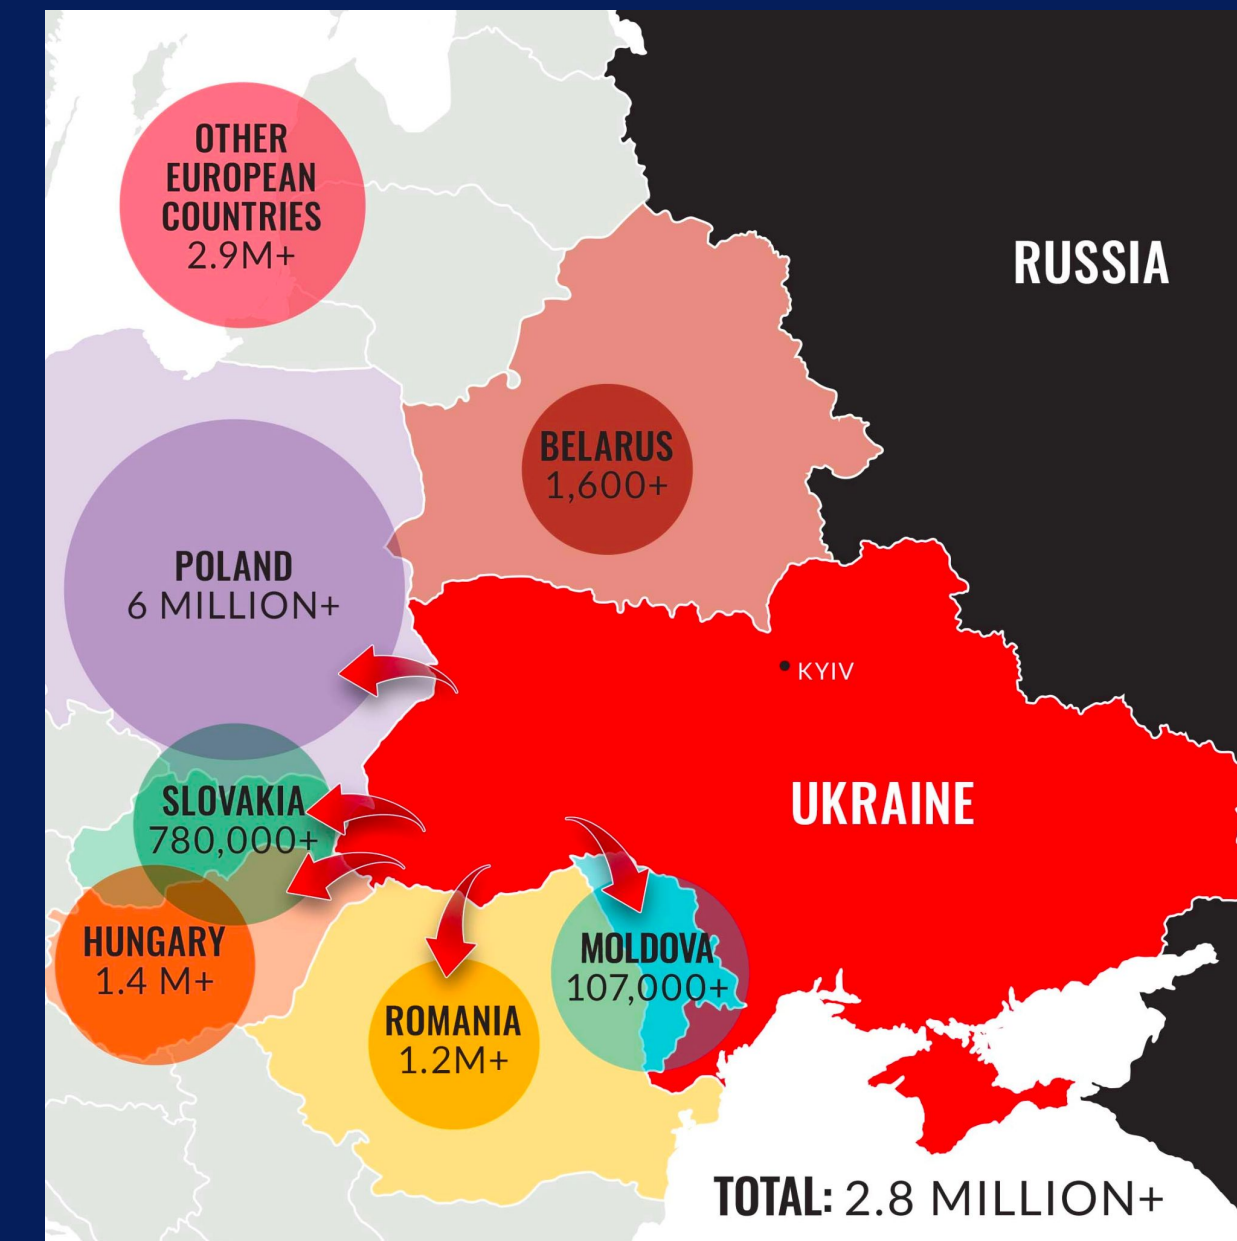 OTHER
EUROPEAN
COUNTRIES
2.9M+
RUSSIA
BELARUS
1,600+
POLAND
6 MILLION+
KYIV
UKRAINE
SLOVAKIA
780,000+
HUNGARY
1.4 M+
MOLDOVA
107,000+
ROMANIA
1.2M+
TOTAL: 2.8 MILLION+